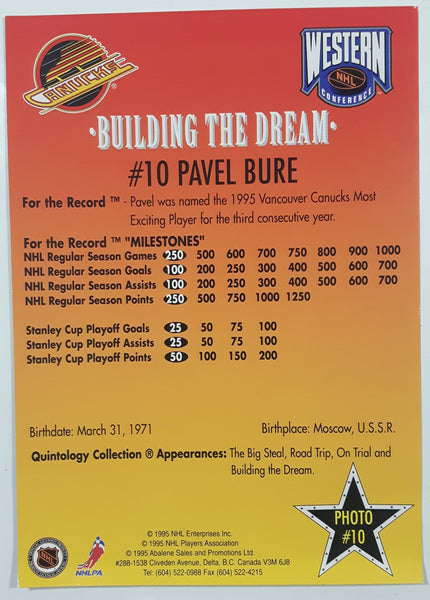 CANUCKS
®
WESTERN
NHL
CONFERENCE™
•BUILDING THE DREAM•
#10 PAVEL BURE
For the Record ™ - Pavel was named the 1995 Vancouver Canucks Most
Exciting Player for the third consecutive year.
For the Record ™ "MILESTONES"
NHL Regular Season Games 250 500 600 700 750 800 900 1000
NHL Regular Season Goals 100 200 250 300 400 500 600 700
NHL Regular Season Assists 100 200 250 300 400 500 600 700
NHL Regular Season Points 250 500 750 1000 1250
Stanley Cup Playoff Goals 25 50 75 100
Stanley Cup Playoff Assists 25 50 75 100
Stanley Cup Playoff Points 50 100 150 200
Birthdate: March 31, 1971 Birthplace: Moscow, U.S.S.R.
Quintology Collection ® Appearances: The Big Steal, Road Trip, On Trial and
Building the Dream.
PHOTO
#10
NHL
NHLPA
© 1995 NHL Enterprises Inc.
© 1995 NHL Players Association
© 1995 Abalene Sales and Promotions Ltd.
#288-1538 Cliveden Avenue, Delta, B.C. Canada V3M 6J8
Tel: (604) 522-0988 Fax (604) 522-4215